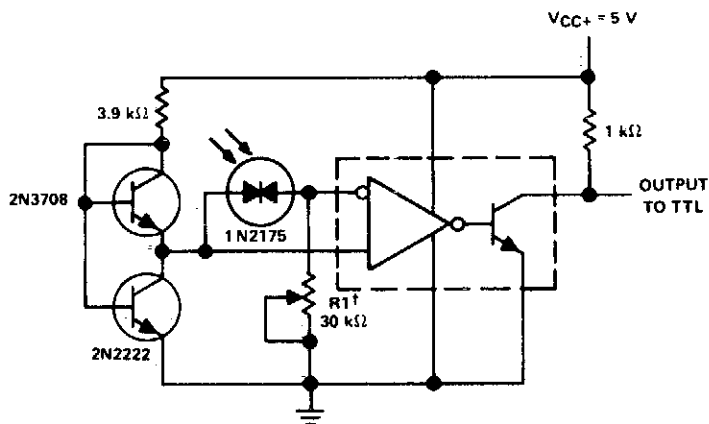 VCC+ = 5 V
3.9 kΩ
1 kΩ
2N3708
1N2175
OUTPUT
TO TTL
R1†
30 kΩ
2N2222